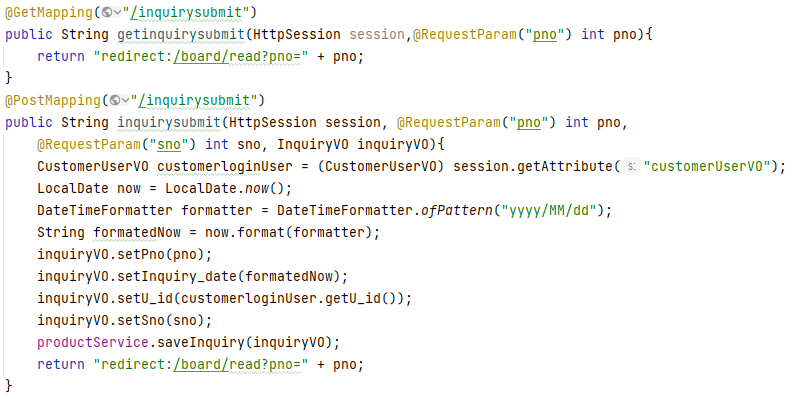 @GetMapping("/inquirysubmit")
public String getinquirysubmit(HttpSession session,@RequestParam("pno") int pno){
    return "redirect:/board/read?pno=" + pno;
}
@PostMapping("/inquirysubmit")
public String inquirysubmit(HttpSession session, @RequestParam("pno") int pno,
    @RequestParam("sno") int sno, InquiryVO inquiryVO){
    CustomerUserVO customerloginUser = (CustomerUserVO) session.getAttribute( s: "customerUserVO");
    LocalDate now = LocalDate.now();
    DateTimeFormatter formatter = DateTimeFormatter.ofPattern("yyyy/MM/dd");
    String formatedNow = now.format(formatter);
    inquiryVO.setPno(pno);
    inquiryVO.setInquiry_date(formatedNow);
    inquiryVO.setU_id(customerloginUser.getU_id());
    inquiryVO.setSno(sno);
    productService.saveInquiry(inquiryVO);
    return "redirect:/board/read?pno=" + pno;
}